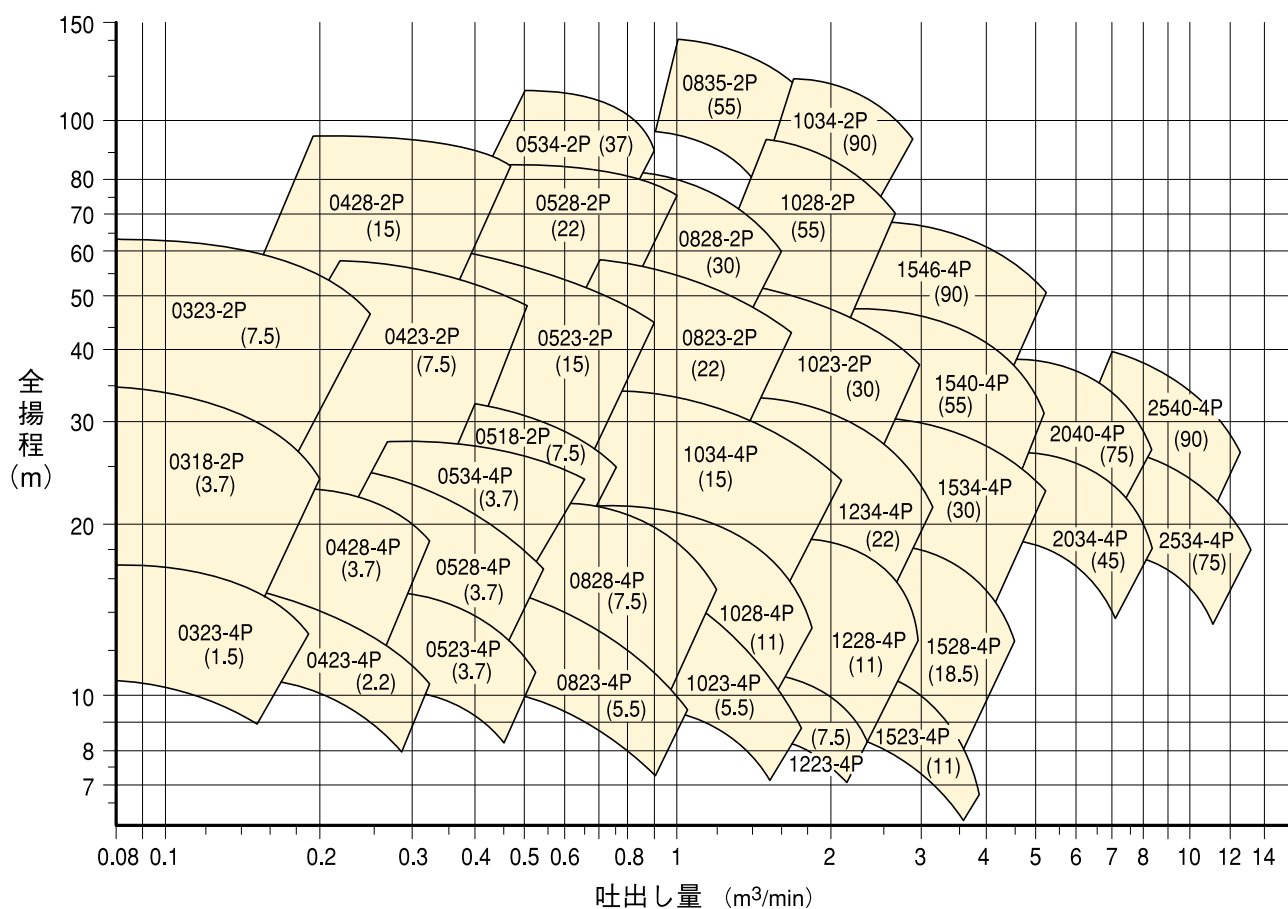 150
100
80
70
60
50
40
30
20
10
8
7
全
揚
程
(m)
0835-2P
(55)
1034-2P
(90)
0534-2P (37)
0428-2P
(15)
0528-2P
(22)
0828-2P
(30)
1028-2P
(55)
1546-4P
(90)
0323-2P
(7.5)
0423-2P
(7.5)
0523-2P
(15)
0823-2P
(22)
1023-2P
(30)
1540-4P
(55)
2040-4P
(75)
2540-4P
(90)
0318-2P
(3.7)
0518-2P
(7.5)
0534-4P
(3.7)
1034-4P
(15)
1234-4P
(22)
1534-4P
(30)
2034-4P
(45)
2534-4P
(75)
0428-4P
(3.7)
0528-4P
(3.7)
0828-4P
(7.5)
1028-4P
(11)
1228-4P
(11)
1528-4P
(18.5)
0323-4P
(1.5)
0423-4P
(2.2)
0523-4P
(3.7)
0823-4P
(5.5)
1023-4P
(5.5)
(7.5)
1223-4P
1523-4P
(11)
0.08 0.1 0.2 0.3 0.4 0.5 0.6 0.8 1 2 3 4 5 6 7 8 10 12 14
吐出し量 (m³/min)